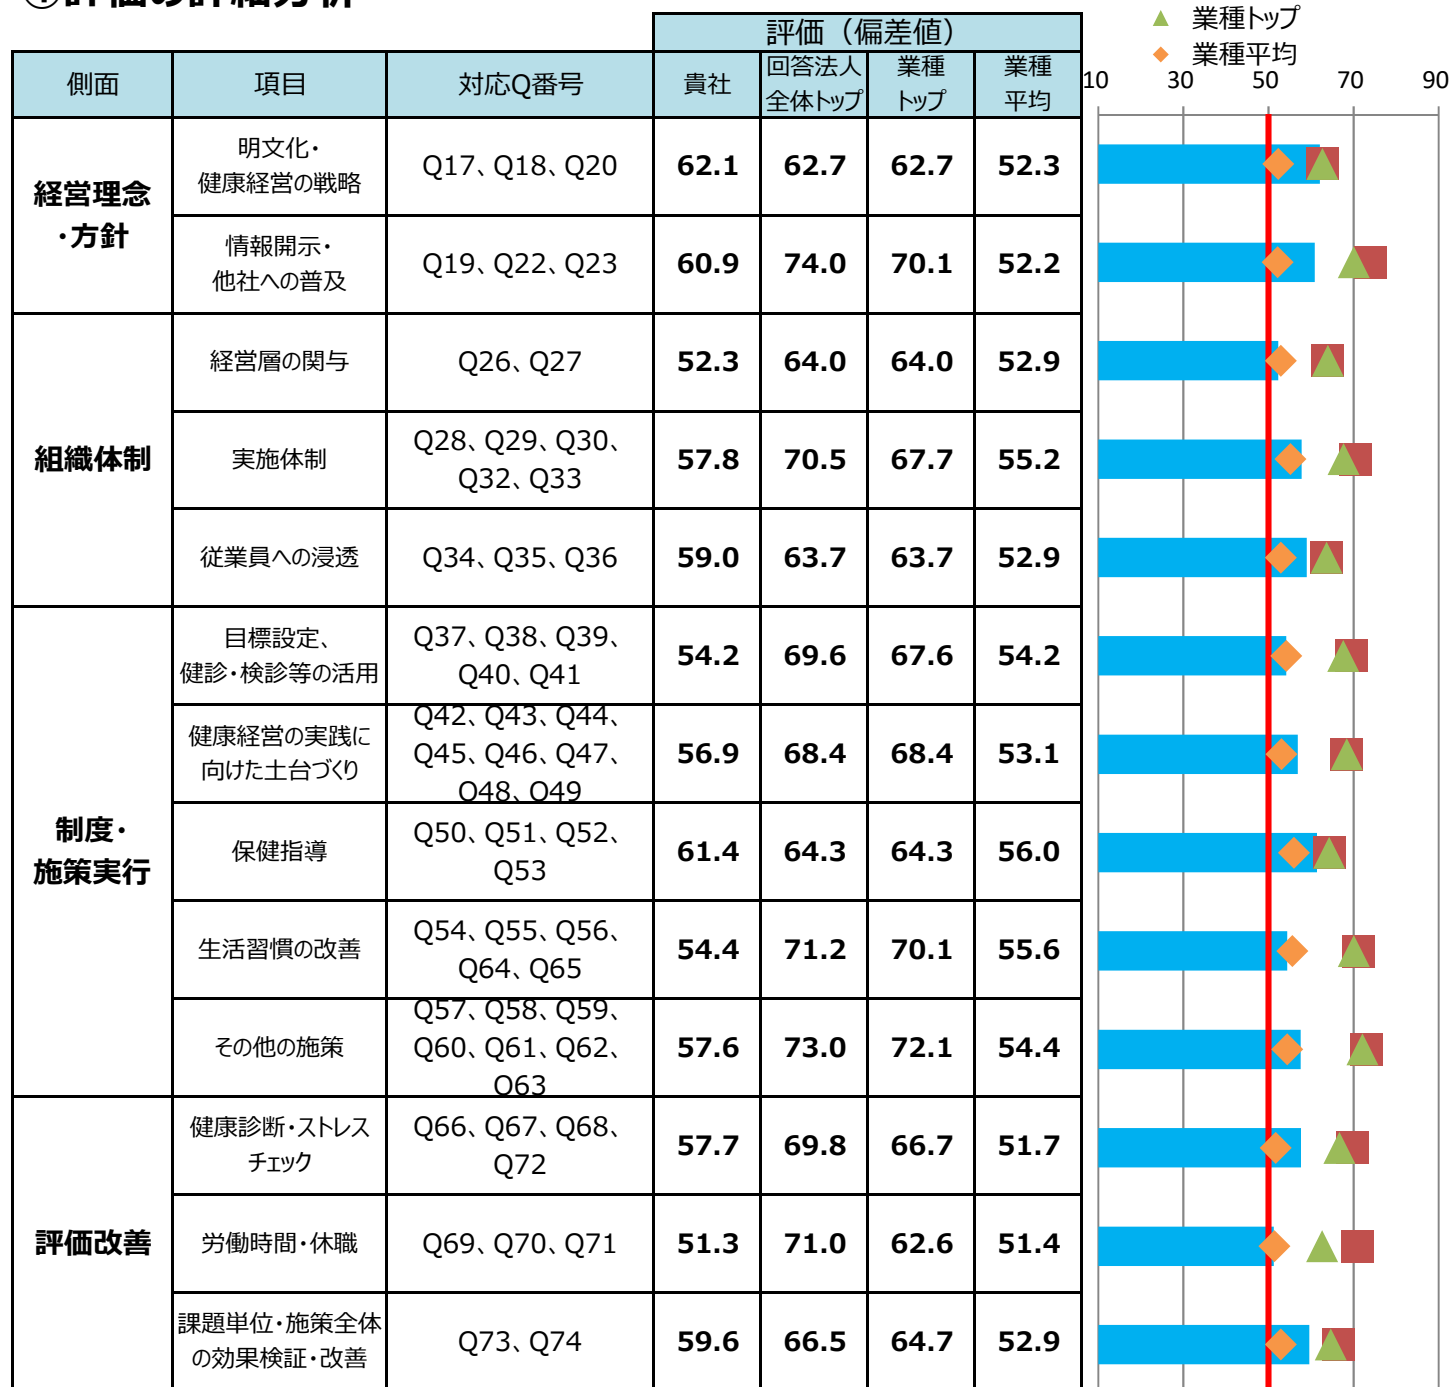 ①評価の詳細分析
▲ 業種トップ
◆ 業種平均
評価（偏差値）
側面 項目 対応Q番号 貴社 回答法人 業種 業種
全体トップ トップ 平均
10 30 50 70 90
経営理念
・方針
明文化・
健康経営の戦略
Q17、Q18、Q20 62.1 62.7 62.7 52.3
情報開示・
他社への普及
Q19、Q22、Q23 60.9 74.0 70.1 52.2
組織体制
経営層の関与 Q26、Q27 52.3 64.0 64.0 52.9
実施体制
Q28、Q29、Q30、
Q32、Q33
57.8 70.5 67.7 55.2
従業員への浸透 Q34、Q35、Q36 59.0 63.7 63.7 52.9
制度・
施策実行
目標設定、
健診・検診等の活用
Q37、Q38、Q39、
Q40、Q41
54.2 69.6 67.6 54.2
健康経営の実践に
向けた土台づくり
Q42、Q43、Q44、
Q45、Q46、Q47、
Q48、Q49
56.9 68.4 68.4 53.1
保健指導
Q50、Q51、Q52、
Q53
61.4 64.3 64.3 56.0
生活習慣の改善
Q54、Q55、Q56、
Q64、Q65
54.4 71.2 70.1 55.6
その他の施策
Q57、Q58、Q59、
Q60、Q61、Q62、
Q63
57.6 73.0 72.1 54.4
評価改善
健康診断・ストレス
チェック
Q66、Q67、Q68、
Q72
57.7 69.8 66.7 51.7
労働時間・休職 Q69、Q70、Q71 51.3 71.0 62.6 51.4
課題単位・施策全体
の効果検証・改善
Q73、Q74 59.6 66.5 64.7 52.9